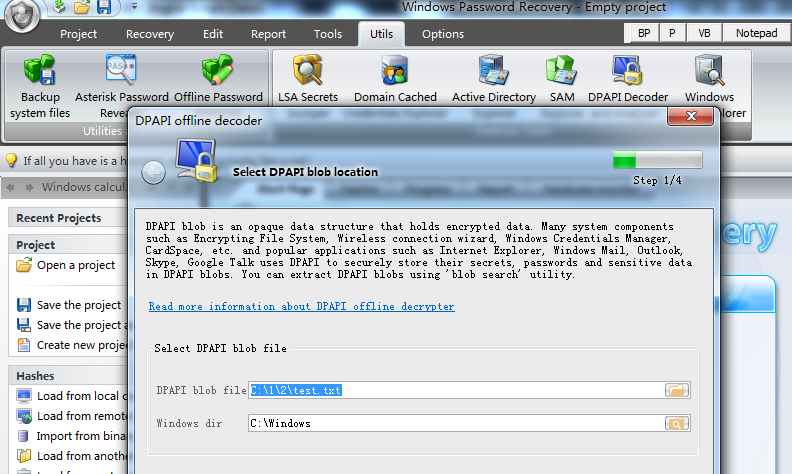 Windows Password Recovery - Empty project
Project Recovery Edit Report Tools Utils Options BP P VB Notepad
Backup Asterisk Password Offline Password LSA Secrets Domain Cached Active Directory SAM DPAPI Decoder Windows
system files Revea
Utilities
DPAPI offline decoder
If all you have is a h
Select DPAPI blob location
Step 1/4
Windows calcul
Recent Projects
Project
Open a project
Save the project
Save the project a
Create new proje
Hashes
Load from local c
Load from remote
Import from bina
Load from anothe
DPAPI blob is an opaque data structure that holds encrypted data. Many system components
such as Encrypting File System, Wireless connection wizard, Windows Credentials Manager,
CardSpace, etc. and popular applications such as Internet Explorer, Windows Mail, Outlook,
Skype, Google Talk uses DPAPI to securely store their secrets, passwords and sensitive data
in DPAPI blobs. You can extract DPAPI blobs using 'blob search' utility.
Read more information about DPAPI offline decrypter
Select DPAPI blob file
DPAPI blob file C:\1\2\test.txt
Windows dir C:\Windows